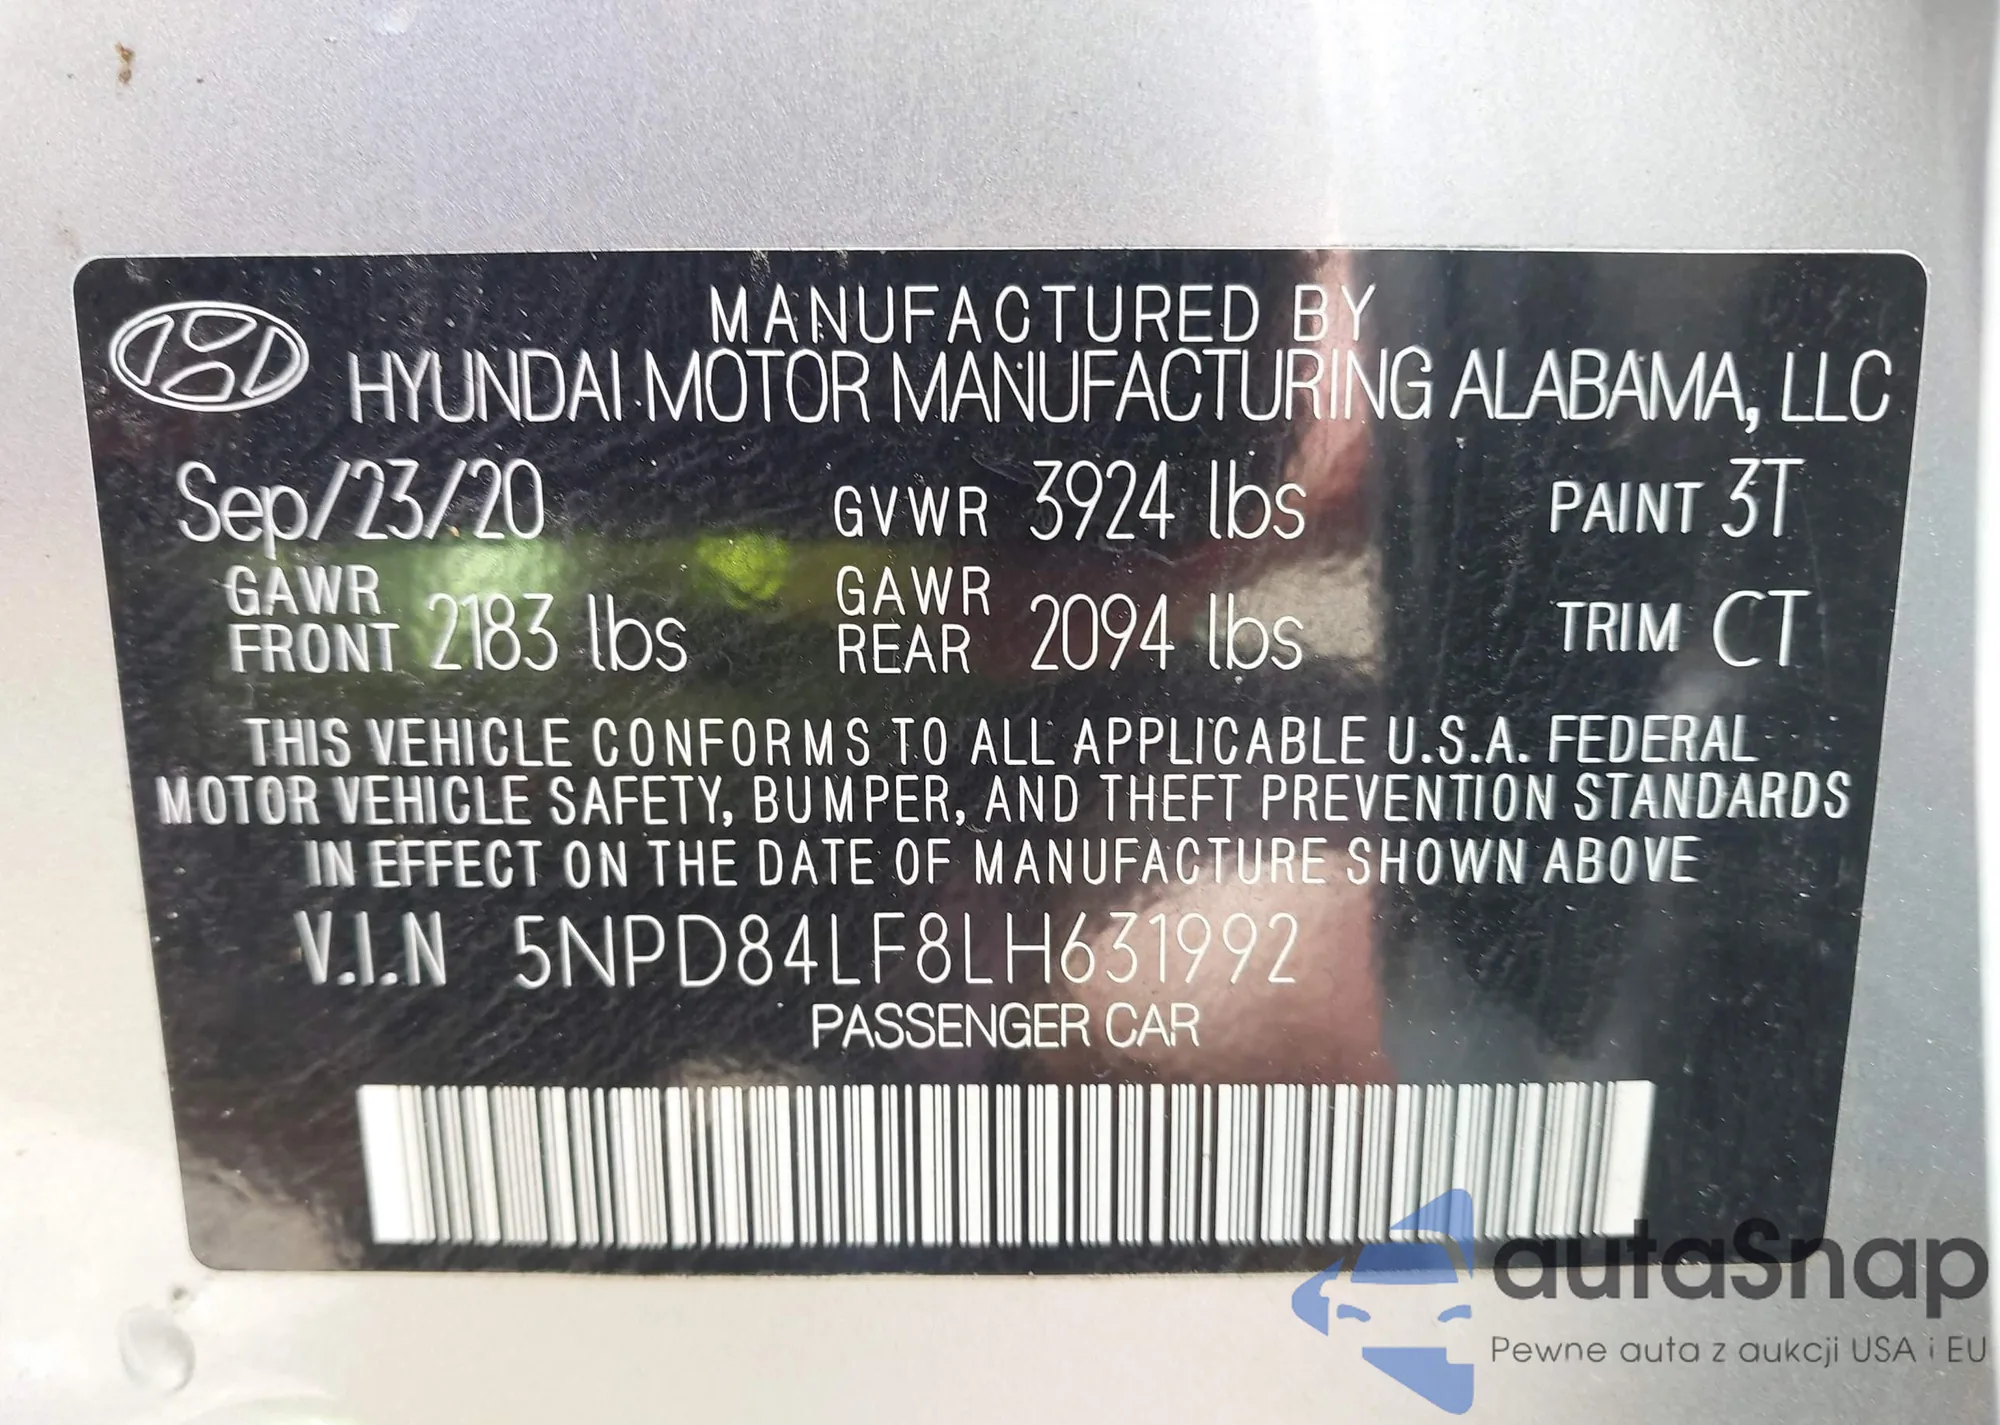 MANUFACTURED BY
HYUNDAI MOTOR MANUFACTURING ALABAMA, LLC
Sep/23/20 GVWR 3924 lbs PAINT 3T
GAWR FRONT 2183 lbs GAWR REAR 2094 lbs TRIM CT
THIS VEHICLE CONFORMS TO ALL APPLICABLE U.S.A. FEDERAL
MOTOR VEHICLE SAFETY, BUMPER, AND THEFT PREVENTION STANDARDS
IN EFFECT ON THE DATE OF MANUFACTURE SHOWN ABOVE
V.I.N 5NPD84LF8LH631992
PASSENGER CAR
autaSnap
Pewne auta z aukcji USA i EU